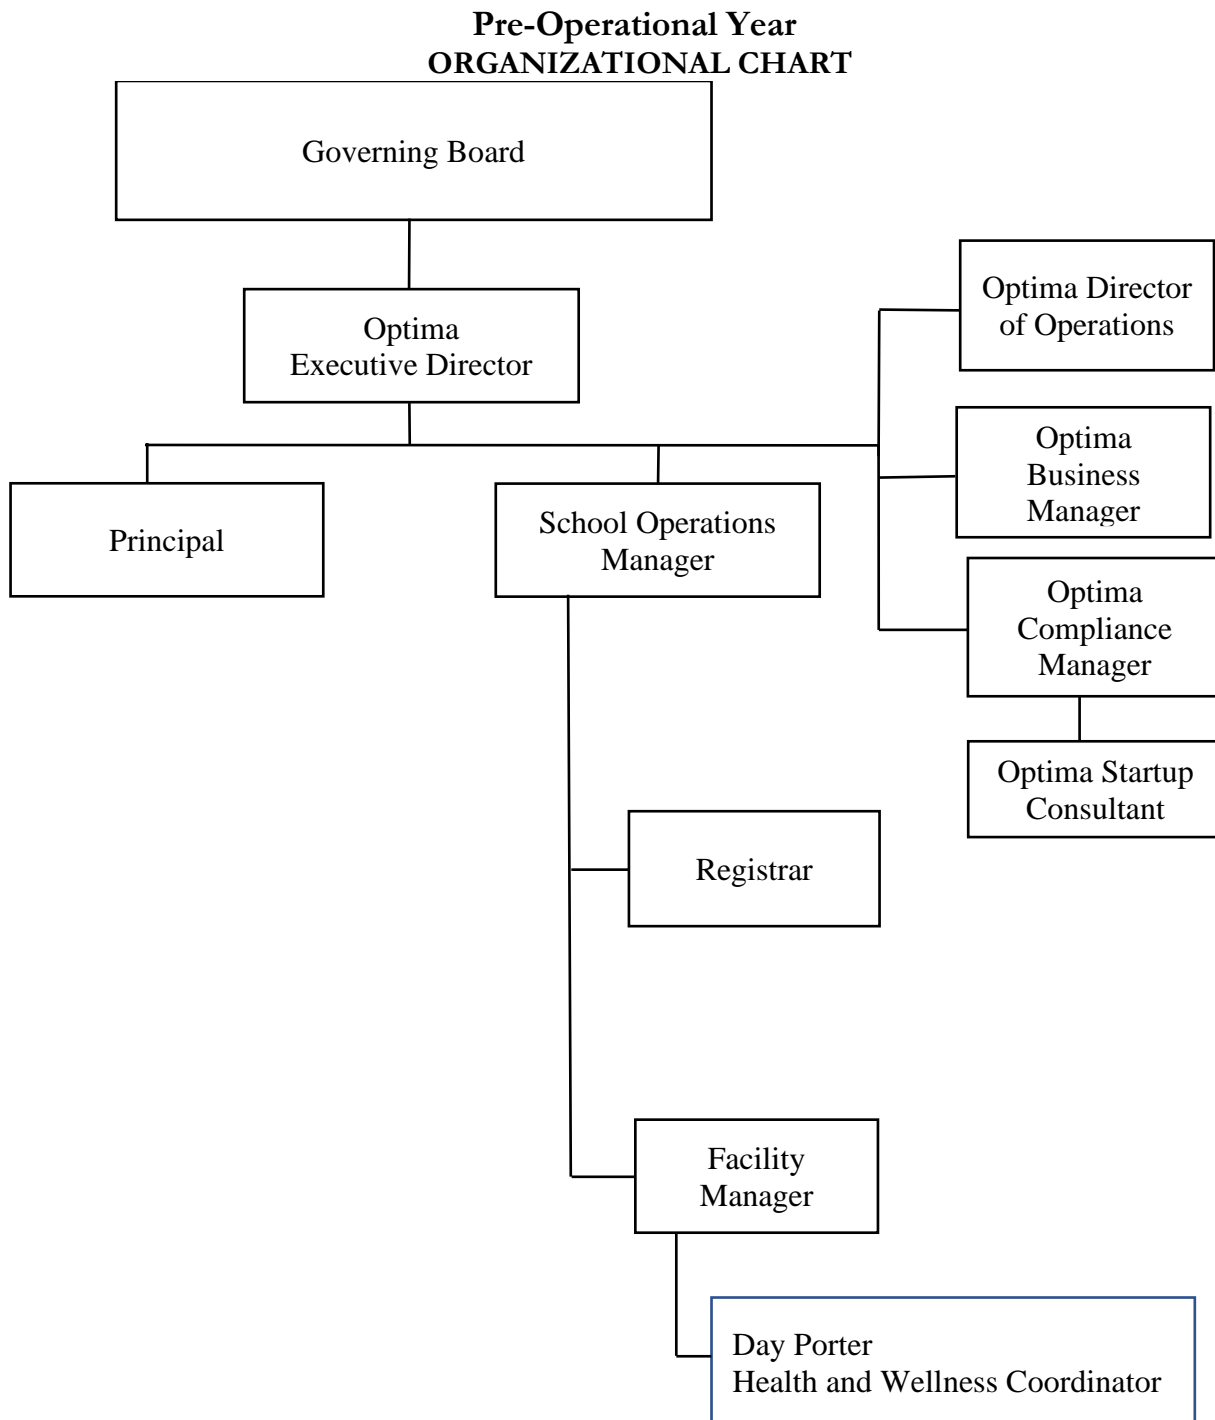 Pre-Operational Year
ORGANIZATIONAL CHART
Governing Board
Optima
Executive Director
Optima Director
of Operations
Optima
Business
Manager
Principal
School Operations
Manager
Optima
Compliance
Manager
Optima Startup
Consultant
Registrar
Facility
Manager
Day Porter
Health and Wellness Coordinator